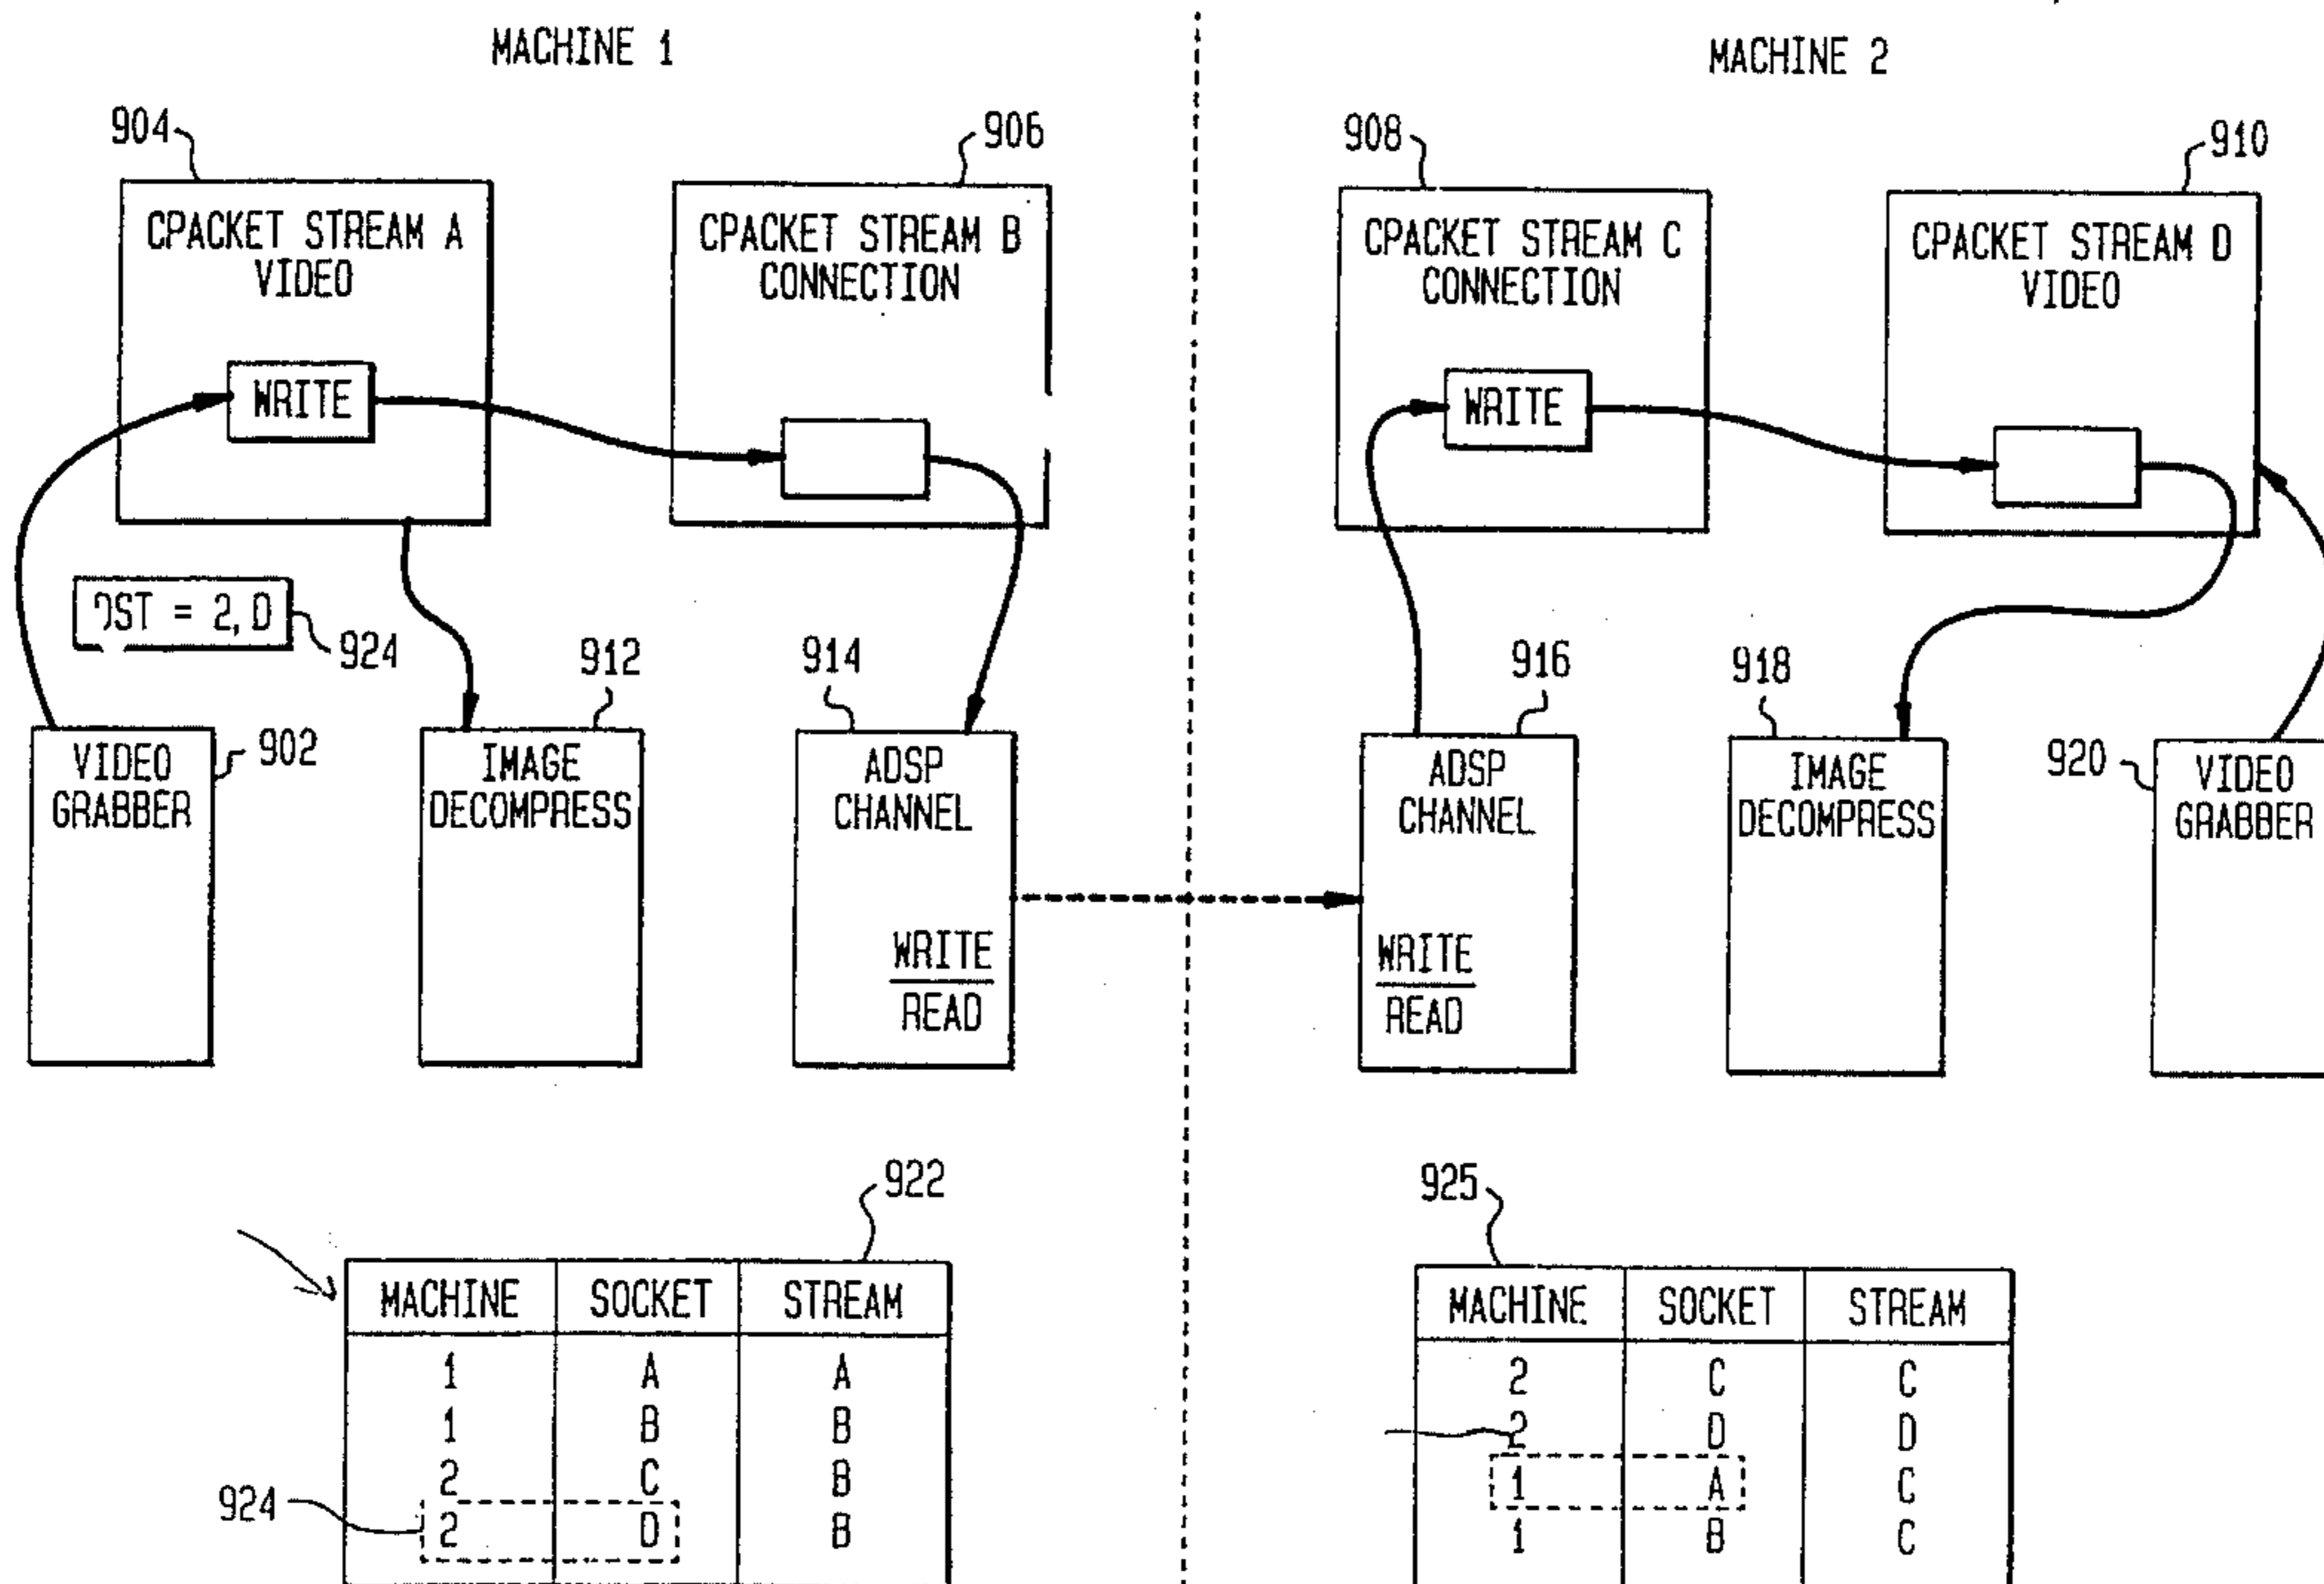 MACHINE 1
MACHINE 2
904
906
908
910
CPACKET STREAM A
VIDEO
CPACKET STREAM B
CONNECTION
CPACKET STREAM C
CONNECTION
CPACKET STREAM D
VIDEO
WRITE
WRITE
DST = 2, D
924
912
914
916
918
920
VIDEO
GRABBER
902
IMAGE
DECOMPRESS
ADSP
CHANNEL
WRITE
READ
ADSP
CHANNEL
WRITE
READ
IMAGE
DECOMPRESS
VIDEO
GRABBER
922
MACHINE SOCKET STREAM
1 A A
1 B B
2 C B
2 D B
924
925
MACHINE SOCKET STREAM
2 C C
2 D D
1 A C
1 B C